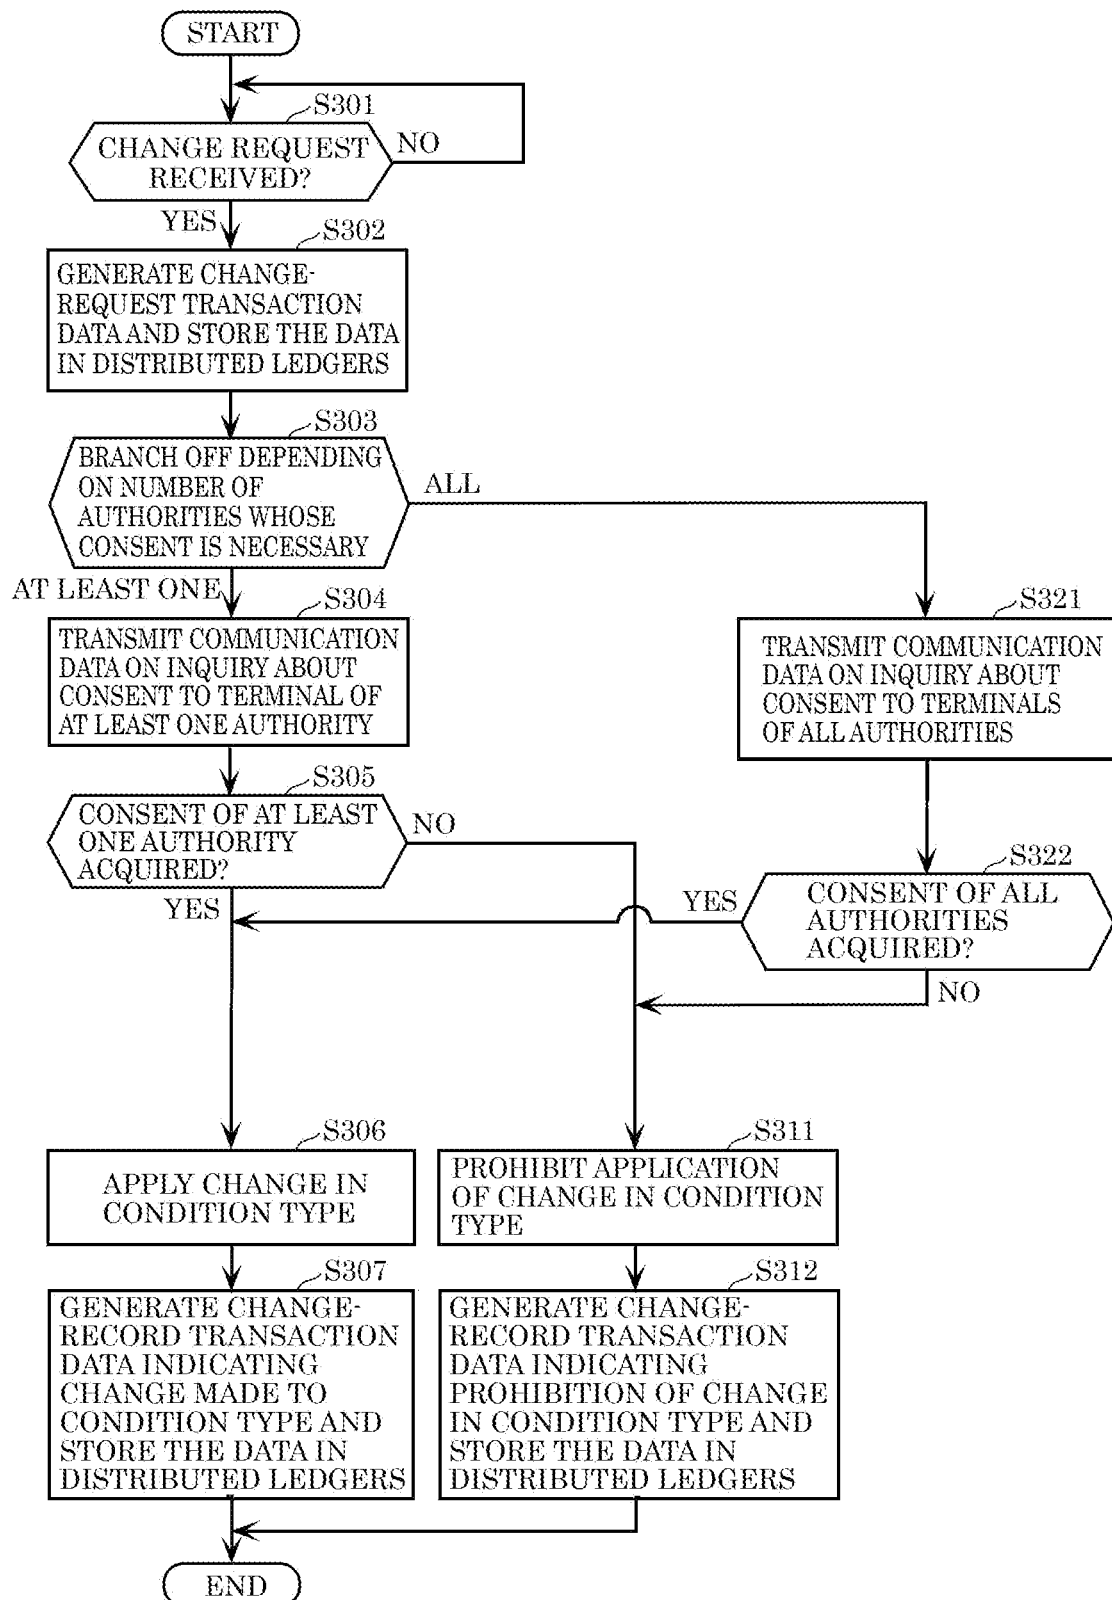 START
S301
CHANGE REQUEST
RECEIVED?
NO
YES
S302
GENERATE CHANGE-
REQUEST TRANSACTION
DATA AND STORE THE DATA
IN DISTRIBUTED LEDGERS
S303
BRANCH OFF DEPENDING
ON NUMBER OF
AUTHORITIES WHOSE
CONSENT IS NECESSARY
ALL
AT LEAST ONE
S304
TRANSMIT COMMUNICATION
DATA ON INQUIRY ABOUT
CONSENT TO TERMINAL OF
AT LEAST ONE AUTHORITY
S321
TRANSMIT COMMUNICATION
DATA ON INQUIRY ABOUT
CONSENT TO TERMINALS
OF ALL AUTHORITIES
S305
CONSENT OF AT LEAST
ONE AUTHORITY
ACQUIRED?
NO
YES
S322
CONSENT OF ALL
AUTHORITIES
ACQUIRED?
YES
NO
S306
APPLY CHANGE IN
CONDITION TYPE
S311
PROHIBIT APPLICATION
OF CHANGE IN CONDITION
TYPE
S307
GENERATE CHANGE-
RECORD TRANSACTION
DATA INDICATING
CHANGE MADE TO
CONDITION TYPE AND
STORE THE DATA IN
DISTRIBUTED LEDGERS
S312
GENERATE CHANGE-
RECORD TRANSACTION
DATA INDICATING
PROHIBITION OF CHANGE
IN CONDITION TYPE AND
STORE THE DATA IN
DISTRIBUTED LEDGERS
END